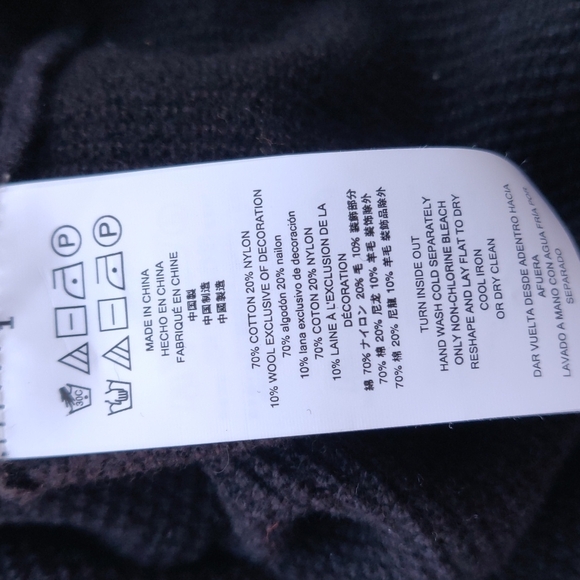 30C
P
P
MADE IN CHINA
HECHO EN CHINA
FABRIQUÉ EN CHINE
中国製
中国制造
中國製造
70% COTTON 20% NYLON
10% WOOL EXCLUSIVE OF DECORATION
70% algodón 20% nailon
10% lana exclusivo de decoración
70% COTON 20% NYLON
10% LAINE À L'EXCLUSION DE LA
DECORATION
綿 70% ナイロン 20% 毛 10% 装飾部分
70% 棉 20% 尼龙 10% 羊毛 装饰除外
70% 棉 20% 尼龍 10% 羊毛 裝飾品除外
TURN INSIDE OUT
HAND WASH COLD SEPARATELY
ONLY NON-CHLORINE BLEACH
RESHAPE AND LAY FLAT TO DRY
COOL IRON
OR DRY CLEAN
DAR VUELTA DESDE ADENTRO HACIA
AFUERA
LAVADO A MANO CON AGUA FRIA POR
SEPARADO